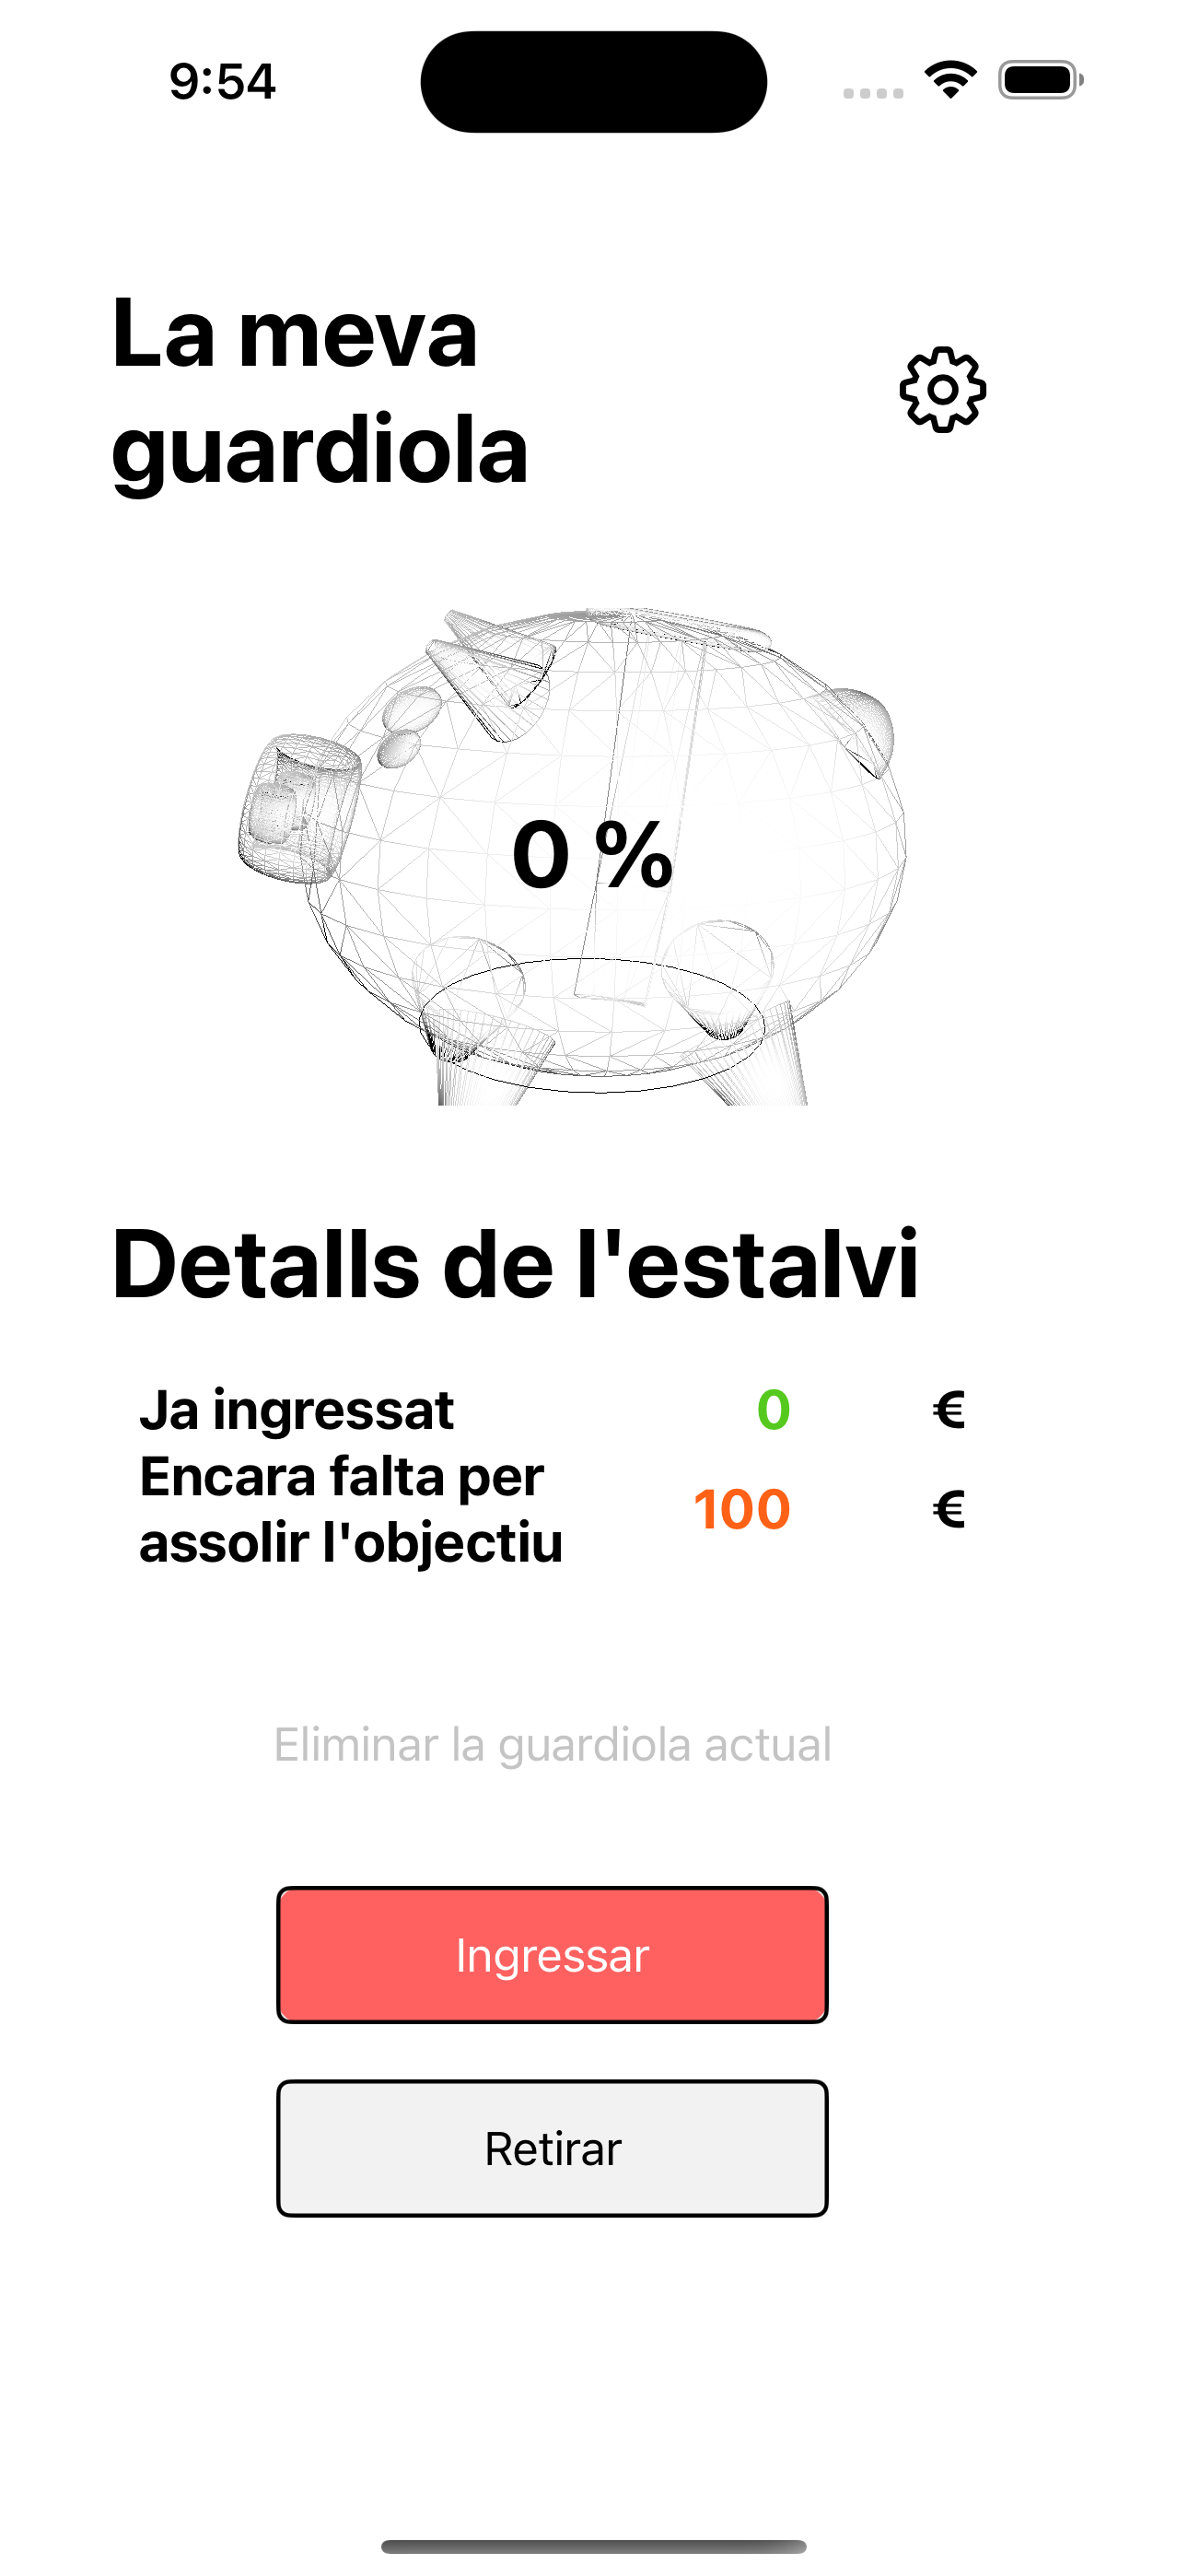 9:54
La meva
guardiola
0 %
Detalls de l'estalvi
Ja ingressat 0 €
Encara falta per
assolir l'objectiu 100 €
Eliminar la guardiola actual
Ingressar
Retirar